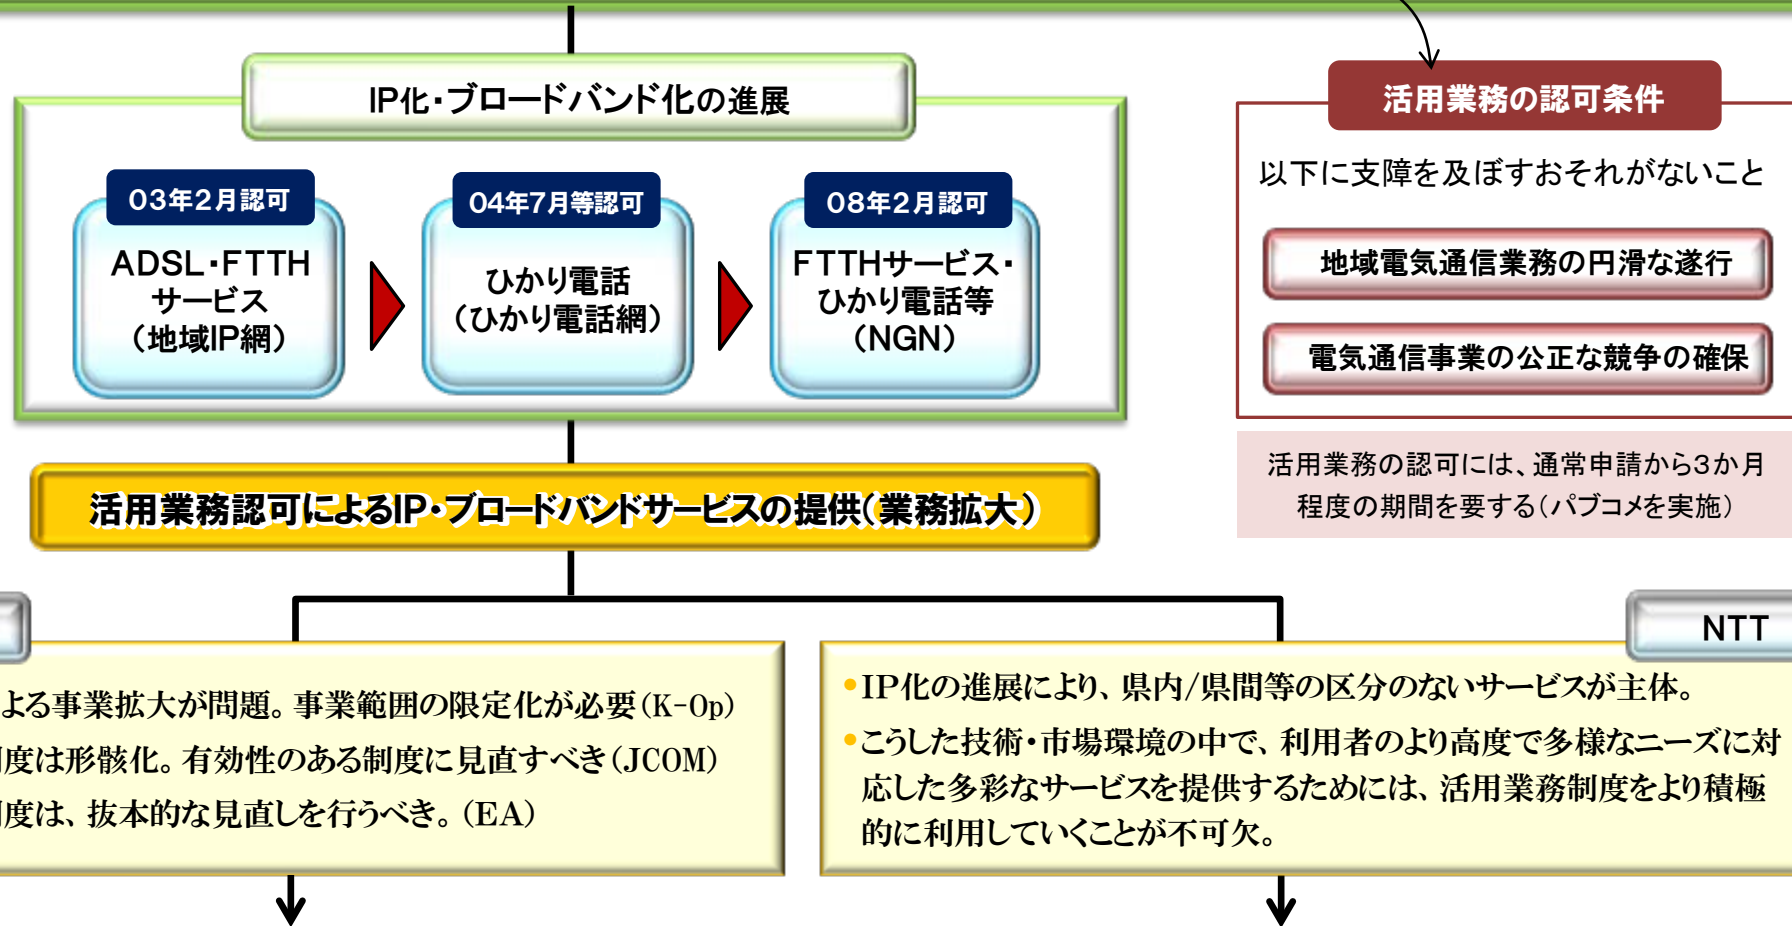 IP化・ブロードバンド化の進展
03年2月認可
ADSL・FTTH
サービス
(地域IP網)
04年7月等認可
ひかり電話
(ひかり電話網)
08年2月認可
FTTHサービス・
ひかり電話等
(NGN)
活用業務の認可条件
以下に支障を及ぼすおそれがないこと
地域電気通信業務の円滑な遂行
電気通信事業の公正な競争の確保
活用業務の認可には、通常申請から3か月
程度の期間を要する(パブコメを実施)
活用業務認可によるIP・ブロードバンドサービスの提供(業務拡大)
よる事業拡大が問題。事業範囲の限定化が必要(K-Op)
度は形骸化。有効性のある制度に見直すべき(JCOM)
度は、抜本的な見直しを行うべき。(EA)
NTT
•IP化の進展により、県内/県間等の区分のないサービスが主体。
•こうした技術・市場環境の中で、利用者のより高度で多様なニーズに対
応した多彩なサービスを提供するためには、活用業務制度をより積極
的に利用していくことが不可欠。